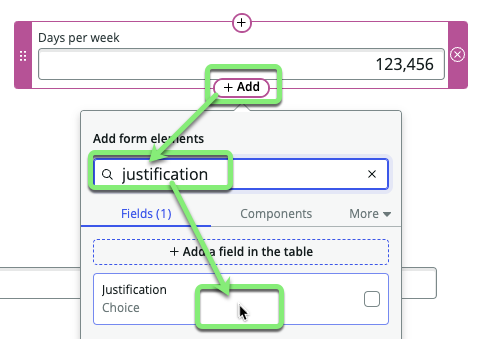 Days per week
123,456
+ Add
Add form elements
justification
Fields (1)
Components
More
+ Add a field in the table
Justification
Choice